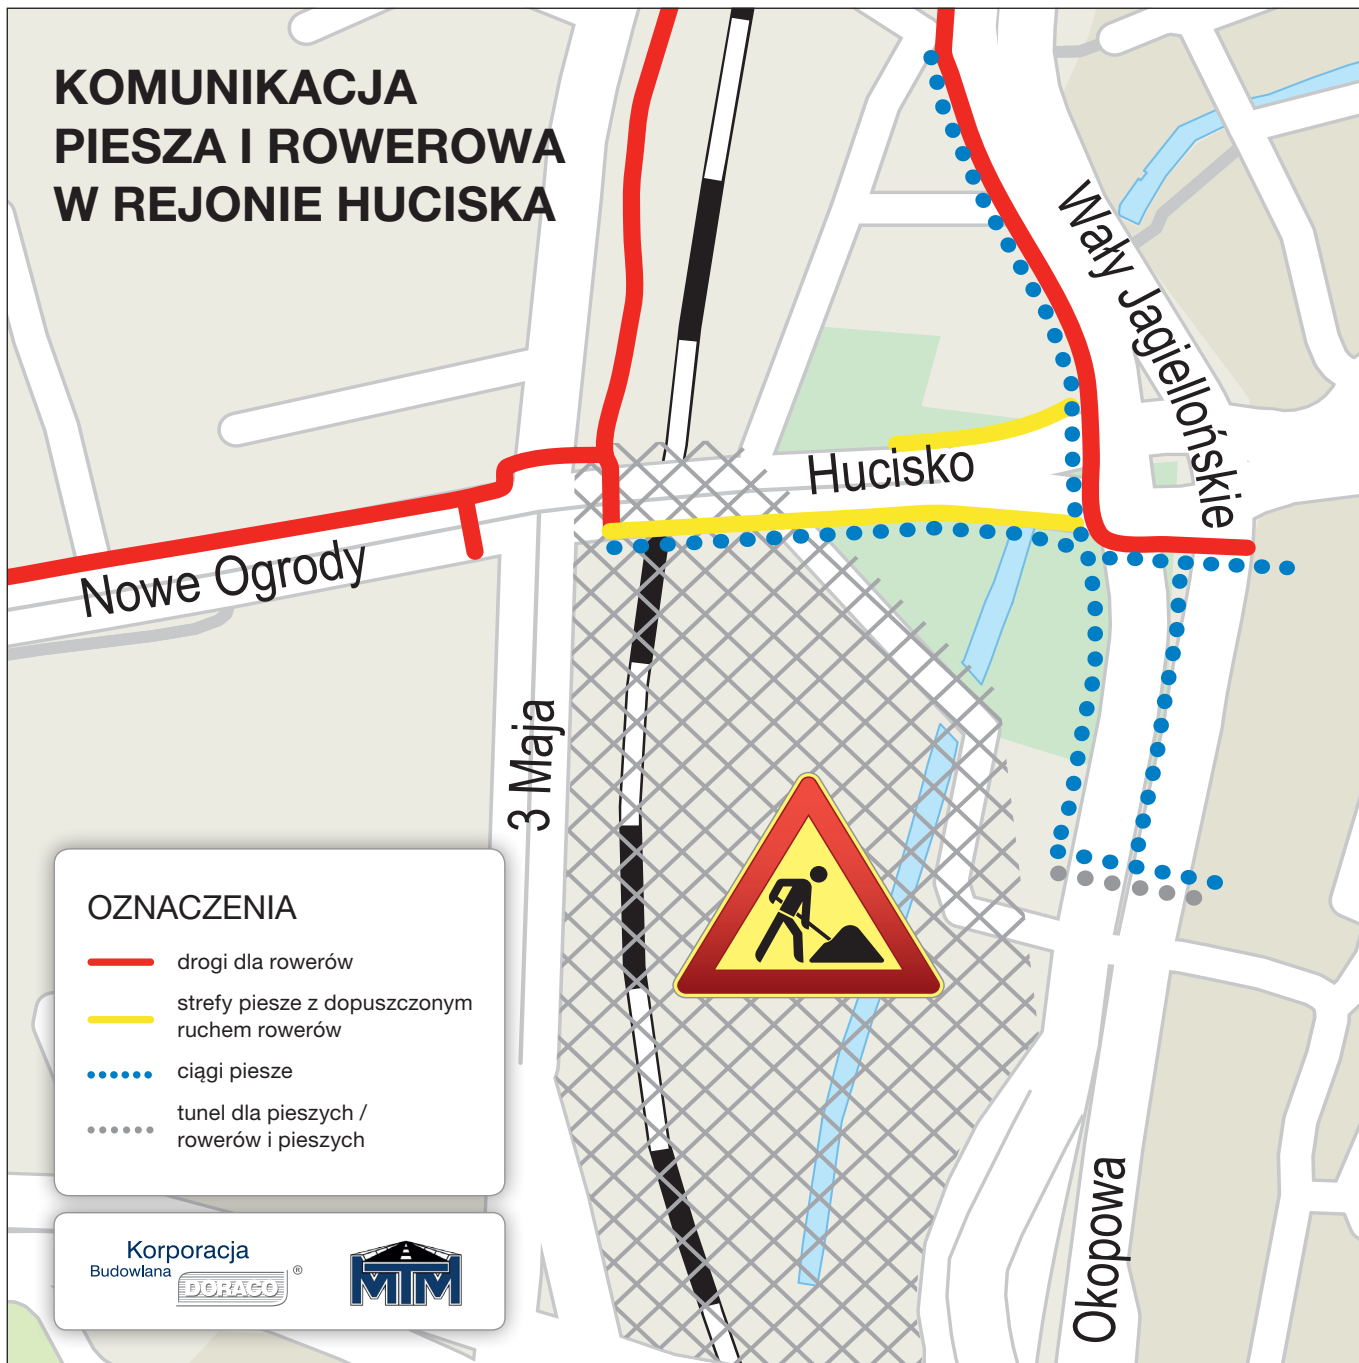 KOMUNIKACJA
PIESZA I ROWEROWA
W REJONIE HUCISKA
Wały Jagiellońskie
Hucisko
Nowe Ogrody
3 Maja
Okopowa
OZNACZENIA
drogi dla rowerów
strefy piesze z dopuszczonym
ruchem rowerów
ciągi piesze
tunel dla pieszych /
rowerów i pieszych
Korporacja
Budowlana
DORACO ®
MTM